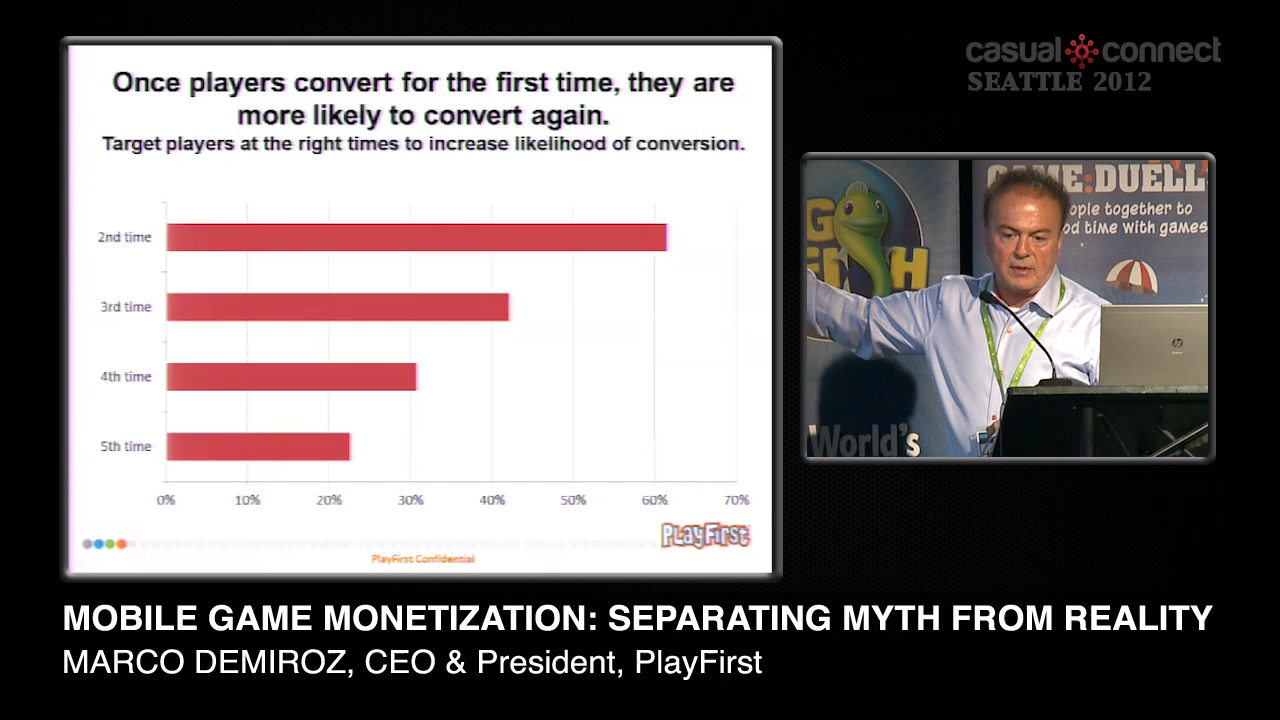 casual connect
SEATTLE 2012
Once players convert for the first time, they are
more likely to convert again.
Target players at the right times to increase likelihood of conversion.
2nd time
3rd time
4th time
5th time
0% 10% 20% 30% 40% 50% 60% 70%
PLayFirst
PlayFirst Confidential
G
FISH
World's
GAME:DUELL
ople together to
od time with games
hp
MOBILE GAME MONETIZATION: SEPARATING MYTH FROM REALITY
MARCO DEMIROZ, CEO & President, PlayFirst